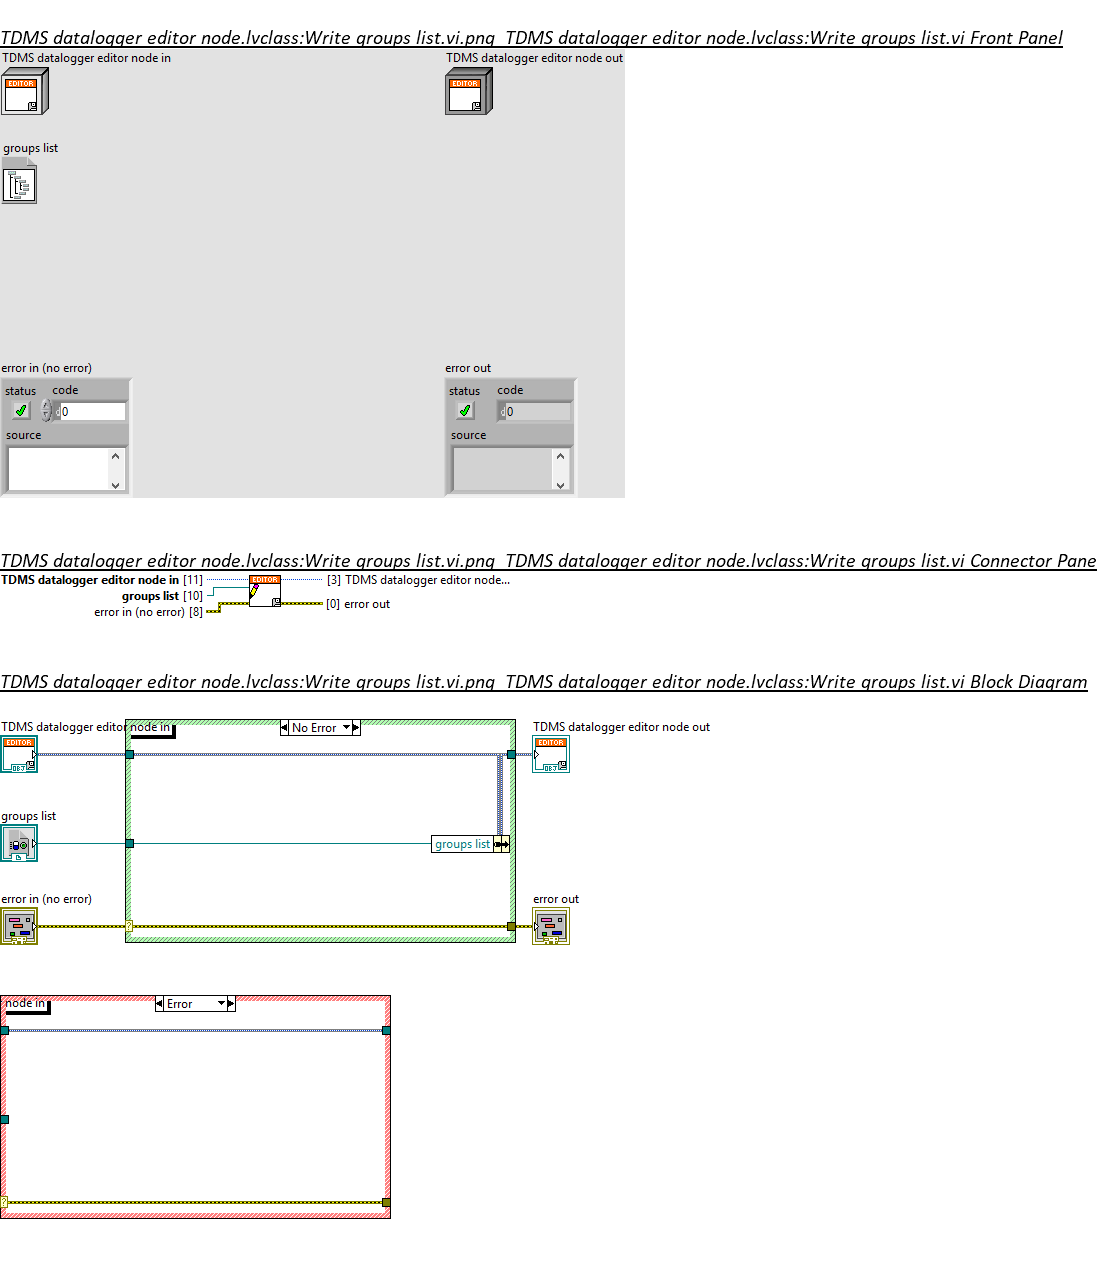 TDMS datalogger editor node.lvclass:Write groups list.vi.png  TDMS datalogger editor node.lvclass:Write groups list.vi Front Panel
TDMS datalogger editor node in
TDMS datalogger editor node out
EDITOR
EDITOR
groups list
error in (no error)
error out
status code
status code
d 0
d 0
source
source
TDMS datalogger editor node.lvclass:Write groups list.vi.png  TDMS datalogger editor node.lvclass:Write groups list.vi Connector Pane
TDMS datalogger editor node in [11]
EDITOR
[3] TDMS datalogger editor node...
groups list [10]
[0] error out
error in (no error) [8]
TDMS datalogger editor node.lvclass:Write groups list.vi.png  TDMS datalogger editor node.lvclass:Write groups list.vi Block Diagram
TDMS datalogger editor node in
No Error
TDMS datalogger editor node out
EDITOR
OBJ
EDITOR
OBJ
groups list
groups list
error in (no error)
error out
?
node in
Error
?